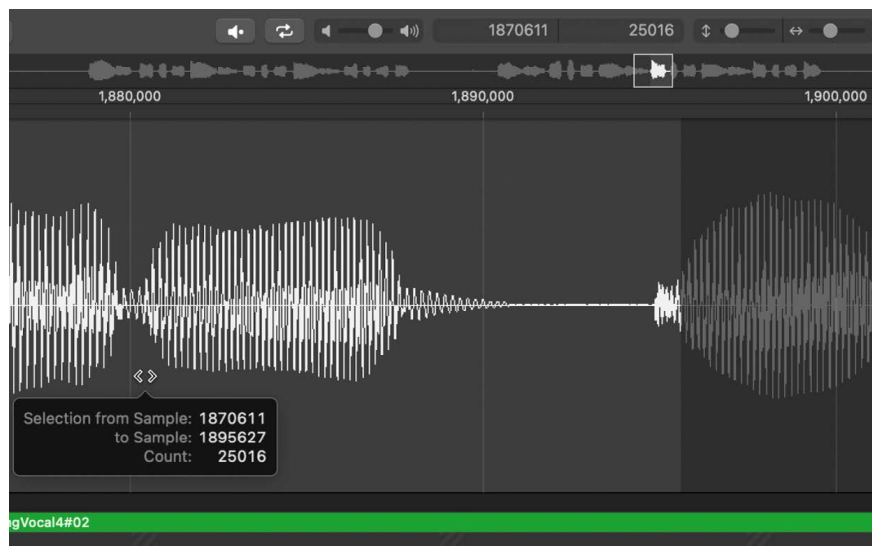 1870611 25016
1,880,000 1,890,000 1,900,000
Selection from Sample: 1870611
to Sample: 1895627
Count: 25016
ngVocal4#02